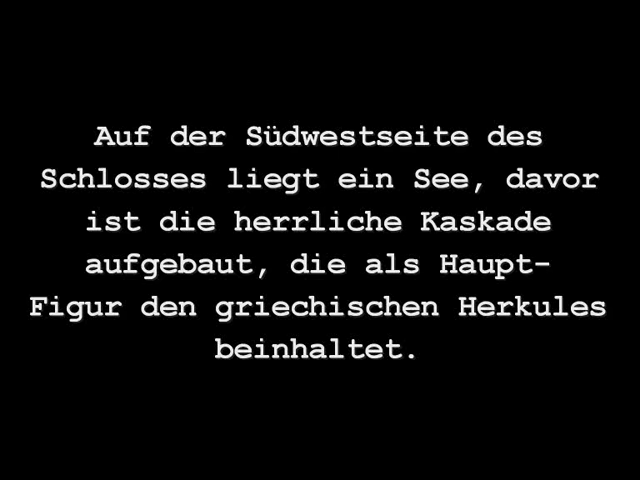 Auf der Südwestseite des
Schlosses liegt ein See, davor
ist die herrliche Kaskade
aufgebaut, die als Haupt-
Figur den griechischen Herkules
beinhaltet.